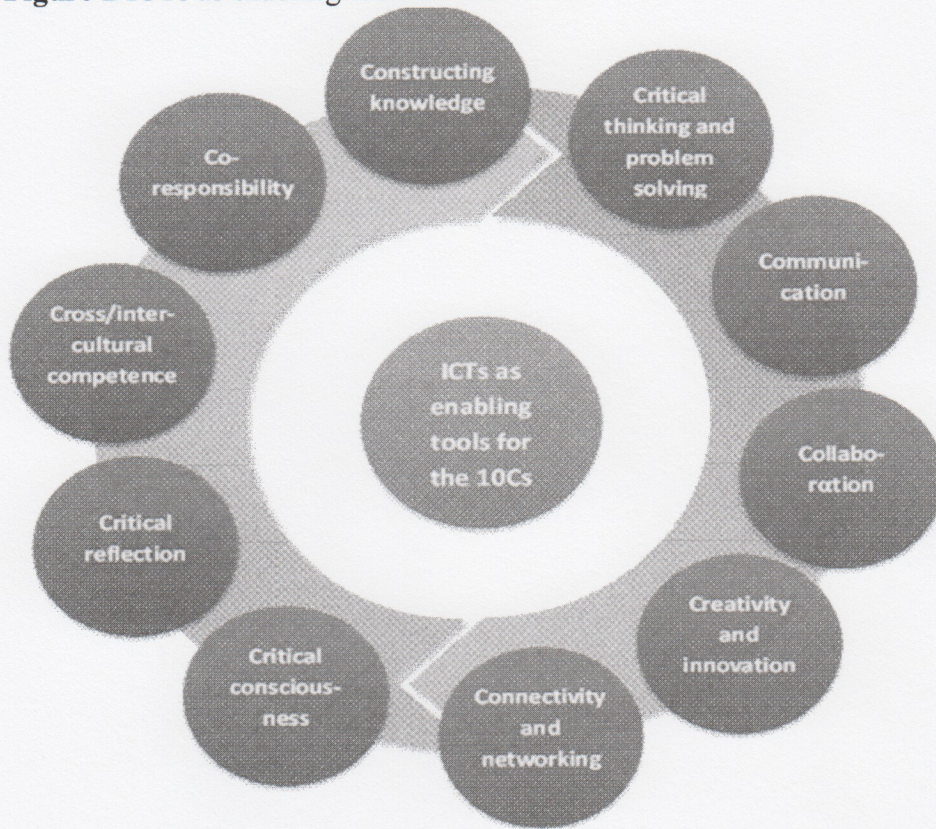 Constructing
knowledge
Critical
thinking and
problem
solving
Communi-
cation
Collabo-
ration
Creativity
and
innovation
Connectivity
and
networking
Critical
conscious-
ness
Critical
reflection
Cross/inter-
cultural
competence
Co-
responsibility
ICTs as
enabling
tools for
the 10Cs